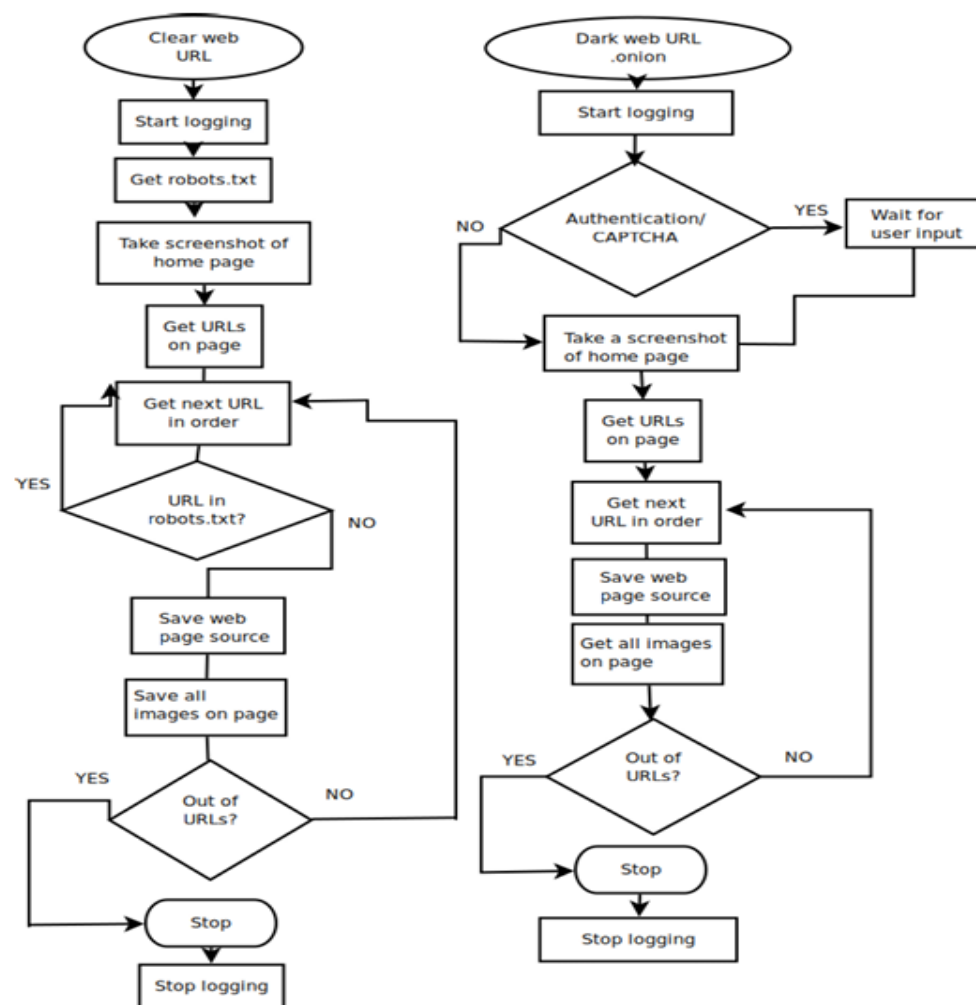 Clear web
URL
Start logging
Get robots.txt
Take screenshot of
home page
Get URLs
on page
Get next URL
in order
YES
URL in
robots.txt?
NO
Save web
page source
Save all
images on page
YES
Out of
URLs?
NO
Stop
Stop logging
Dark web URL
.onion
Start logging
NO
Authentication/
CAPTCHA
YES
Wait for
user input
Take a screenshot
of home page
Get URLs
on page
Get next
URL in order
Save web
page source
Get all images
on page
YES
Out of
URLs?
NO
Stop
Stop logging